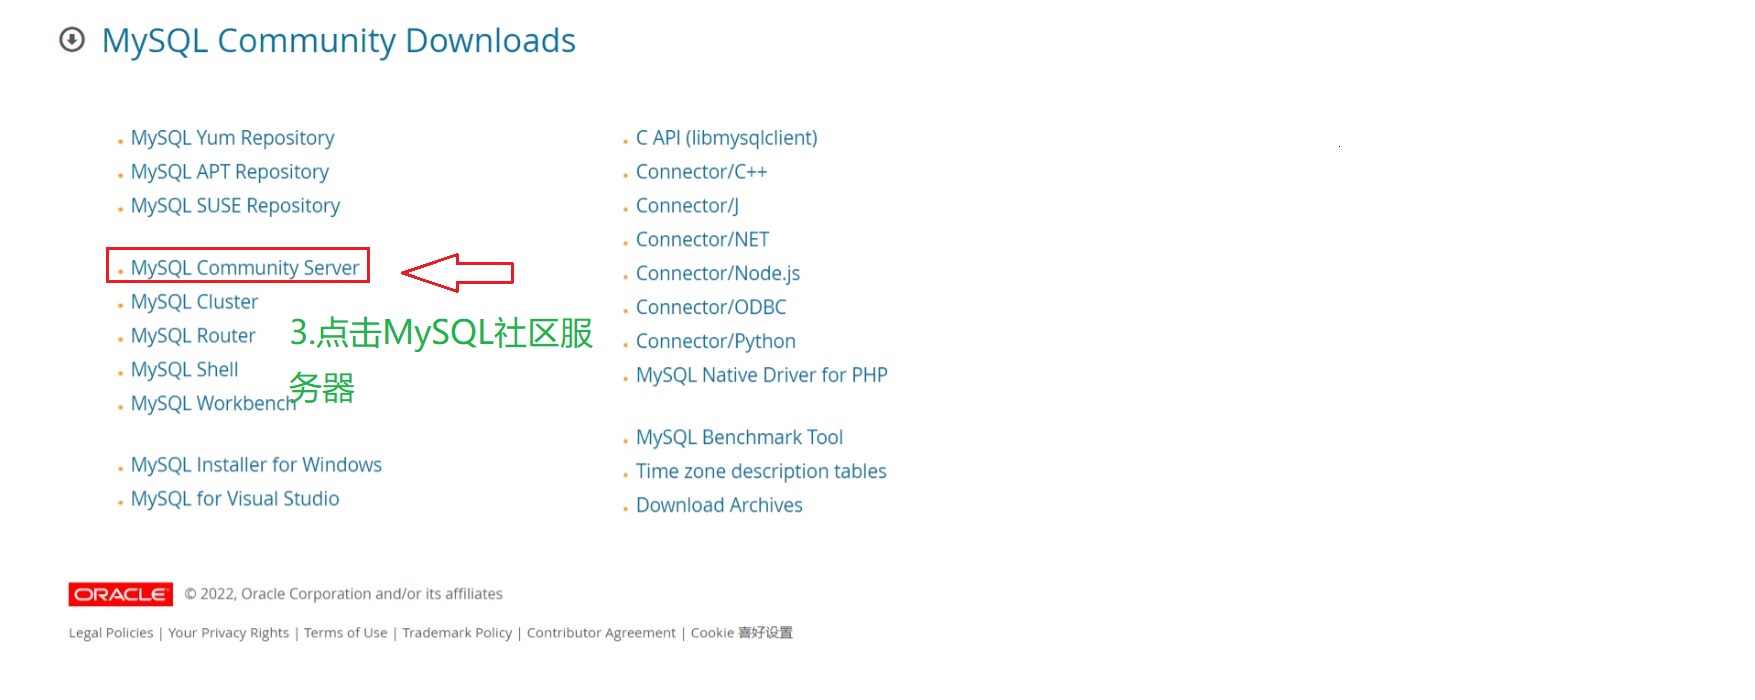 MySQL Community Downloads
MySQL Yum Repository
MySQL APT Repository
MySQL SUSE Repository
MySQL Community Server
MySQL Cluster
MySQL Router
MySQL Shell
MySQL Workbench
3.点击MySQL社区服
务器
MySQL Installer for Windows
MySQL for Visual Studio
C API (libmysqlclient)
Connector/C++
Connector/J
Connector/NET
Connector/Node.js
Connector/ODBC
Connector/Python
MySQL Native Driver for PHP
MySQL Benchmark Tool
Time zone description tables
Download Archives
ORACLE © 2022, Oracle Corporation and/or its affiliates
Legal Policies | Your Privacy Rights | Terms of Use | Trademark Policy | Contributor Agreement | Cookie 喜好设置